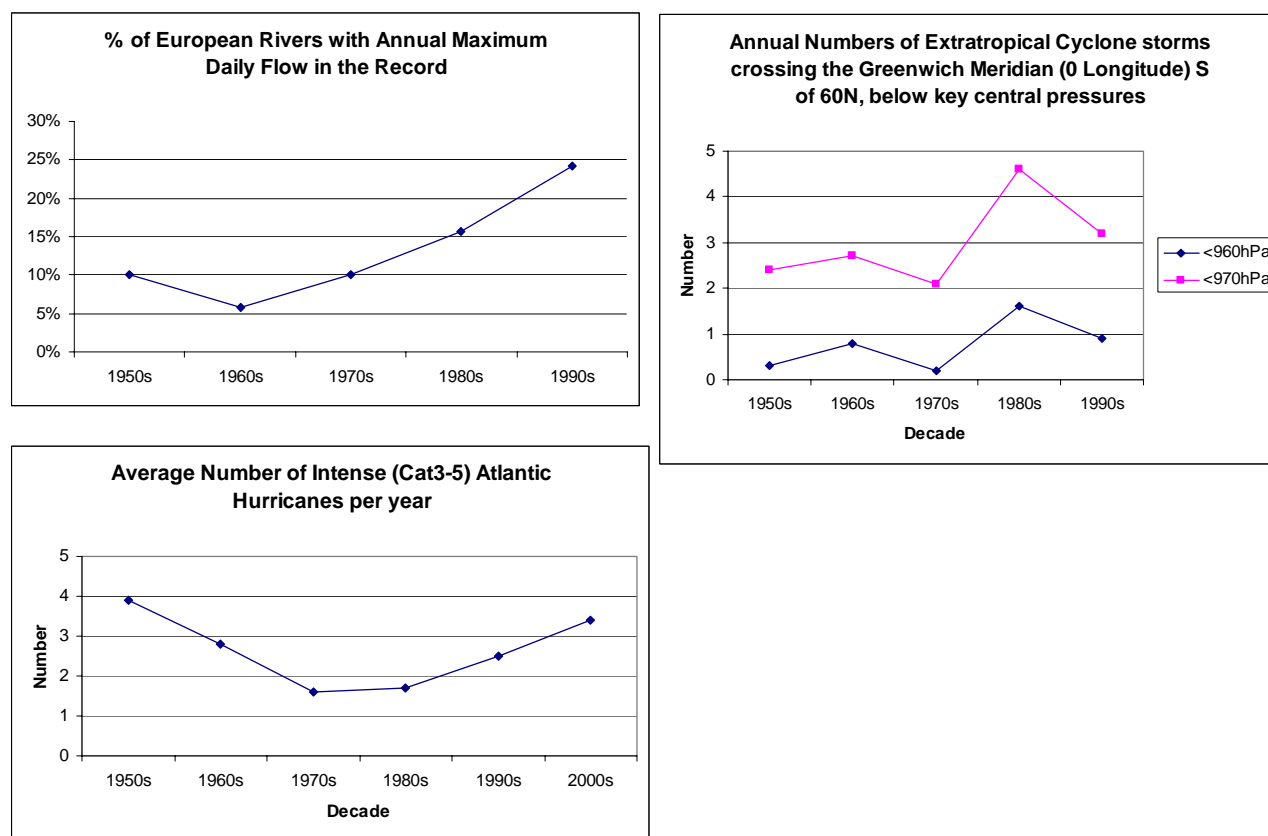 % of European Rivers with Annual Maximum
Daily Flow in the Record
30%
25%
20%
15%
10%
5%
0%
1950s 1960s 1970s 1980s 1990s
Annual Numbers of Extratropical Cyclone storms
crossing the Greenwich Meridian (0 Longitude) S
of 60N, below key central pressures
5
4
3
2
1
0
Number
1950s 1960s 1970s 1980s 1990s
Decade
<960hPa
<970hPa
Average Number of Intense (Cat3-5) Atlantic
Hurricanes per year
5
4
3
2
1
0
Number
1950s 1960s 1970s 1980s 1990s 2000s
Decade